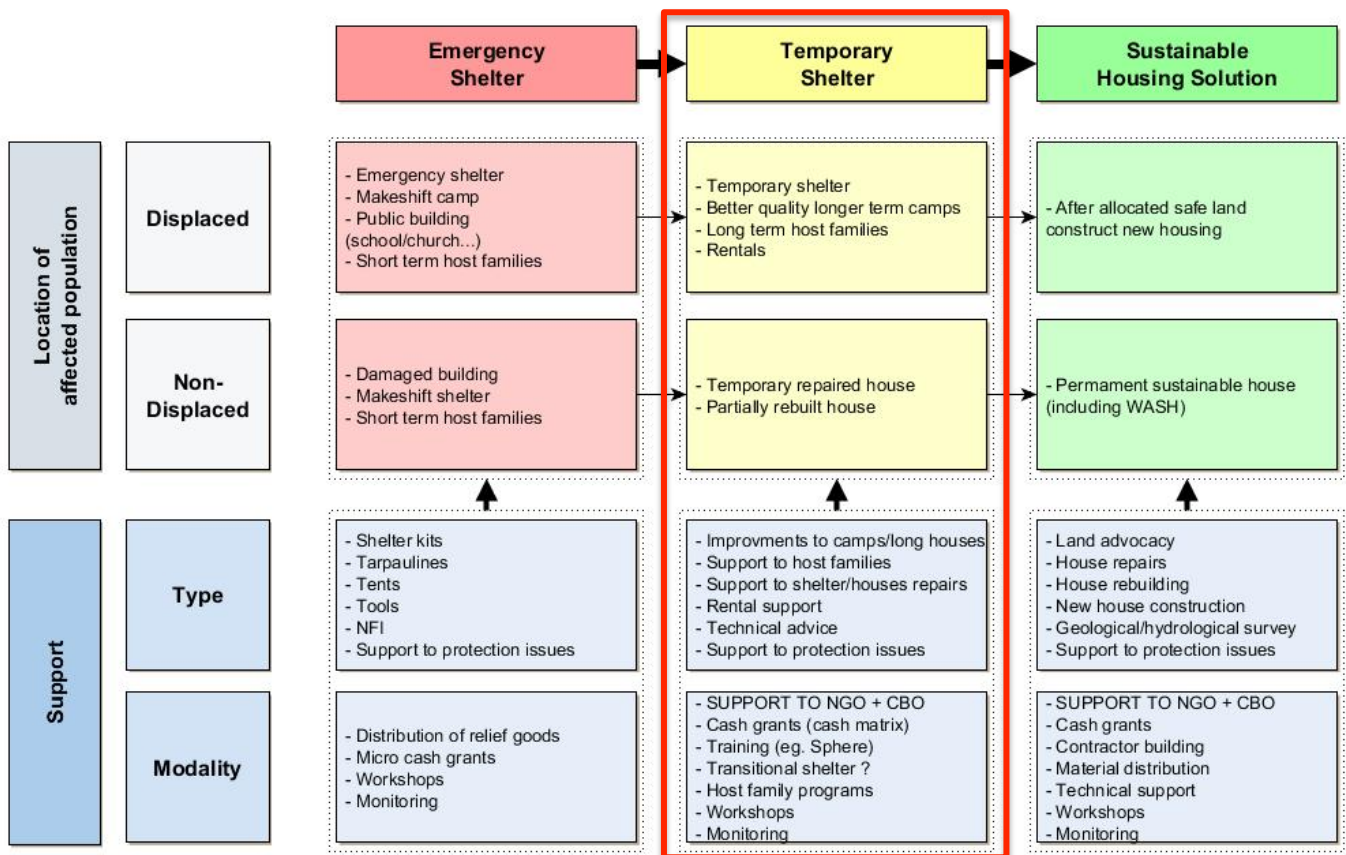 Emergency
Shelter
Temporary
Shelter
Sustainable
Housing Solution
Location of
affected population
Displaced
- Emergency shelter
- Makeshift camp
- Public building
(school/church...)
- Short term host families
- Temporary shelter
- Better quality longer term camps
- Long term host families
- Rentals
- After allocated safe land
construct new housing
Non-
Displaced
- Damaged building
- Makeshift shelter
- Short term host families
- Temporary repaired house
- Partially rebuilt house
- Permament sustainable house
(including WASH)
Support
Type
- Shelter kits
- Tarpaulines
- Tents
- Tools
- NFI
- Support to protection issues
- Improvments to camps/long houses
- Support to host families
- Support to shelter/houses repairs
- Rental support
- Technical advice
- Support to protection issues
- Land advocacy
- House repairs
- House rebuilding
- New house construction
- Geological/hydrological survey
- Support to protection issues
Modality
- Distribution of relief goods
- Micro cash grants
- Workshops
- Monitoring
- SUPPORT TO NGO + CBO
- Cash grants (cash matrix)
- Training (eg. Sphere)
- Transitional shelter ?
- Host family programs
- Workshops
- Monitoring
- SUPPORT TO NGO + CBO
- Cash grants
- Contractor building
- Material distribution
- Technical support
- Workshops
- Monitoring